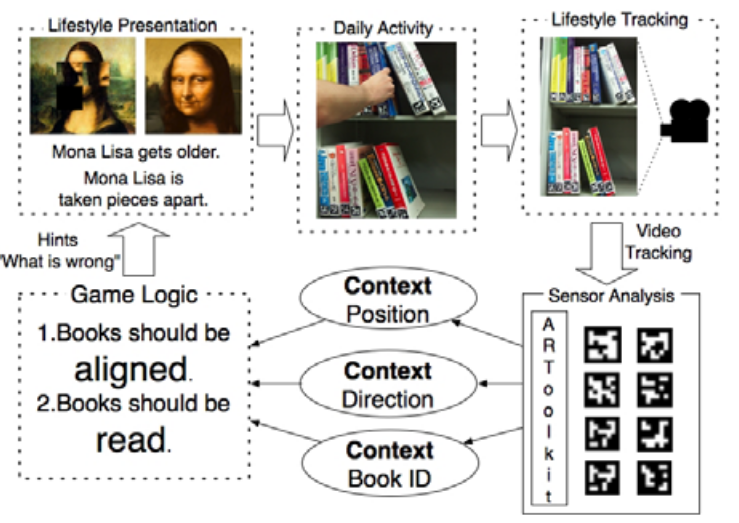 Lifestyle Presentation
Mona Lisa gets older.
Mona Lisa is
taken pieces apart.
Daily Activity
Lifestyle Tracking
Video
Tracking
Sensor Analysis
ARToolkit
Context
Position
Context
Direction
Context
Book ID
Game Logic
1.Books should be
aligned.
2.Books should be
read.
Hints
"What is wrong"